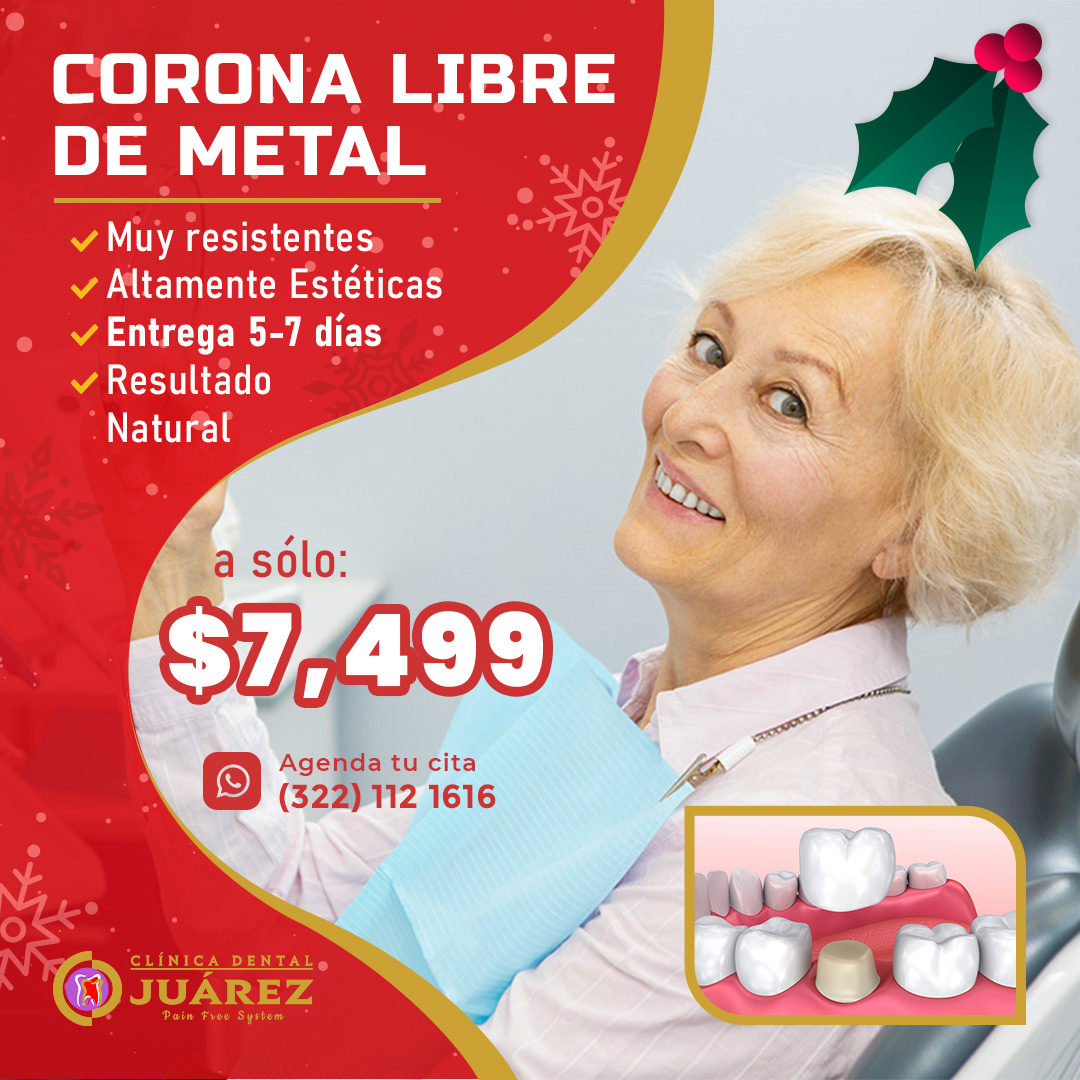 CORONA LIBRE
DE METAL
Muy resistentes
Altamente Estéticas
Entrega 5-7 días
Resultado
Natural
a sólo:
$7,499
Agenda tu cita
(322) 112 1616
CLÍNICA DENTAL
JUÁREZ
Pain Free System